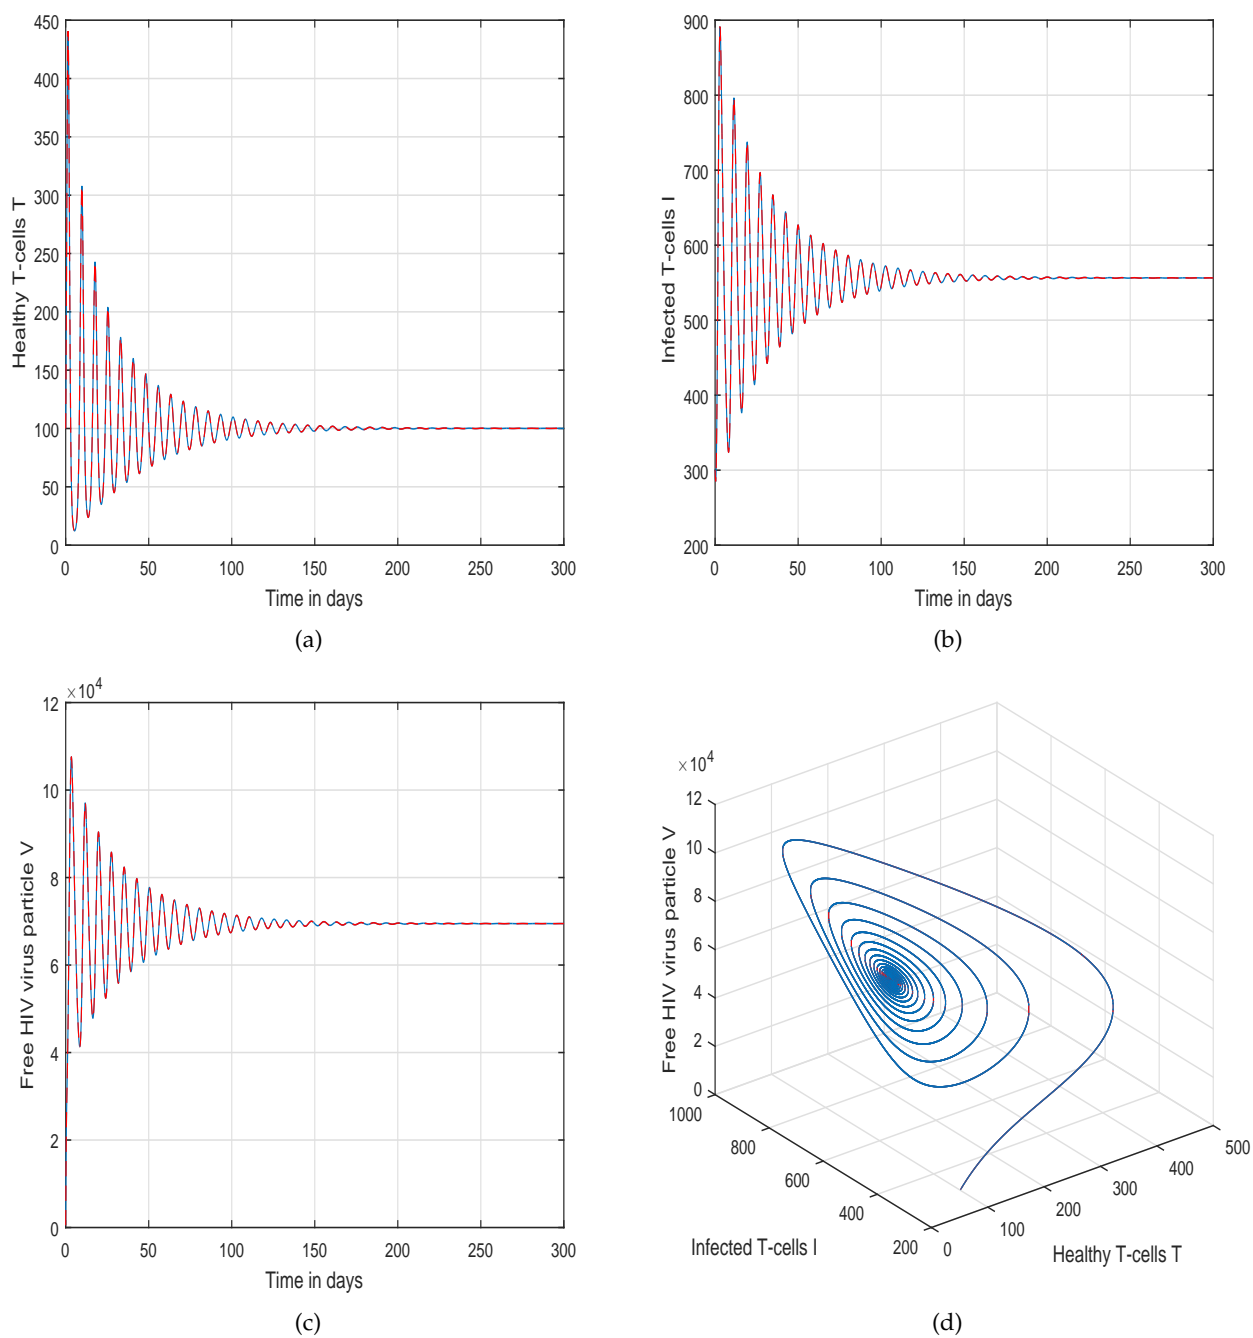 450
400
350
300
250
200
150
100
50
0
Healthy T-cells T
0 50 100 150 200 250 300
Time in days
(a)
900
800
700
600
500
400
300
200
Infected T-cells I
0 50 100 150 200 250 300
Time in days
(b)
×10^4
12
10
8
6
4
2
0
Free HIV virus particle V
0 50 100 150 200 250 300
Time in days
(c)
×10^4
12
10
8
6
4
2
0
Free HIV virus particle V
1000
800
600
400
200
Infected T-cells I
0
100
200
300
400
500
Healthy T-cells T
(d)